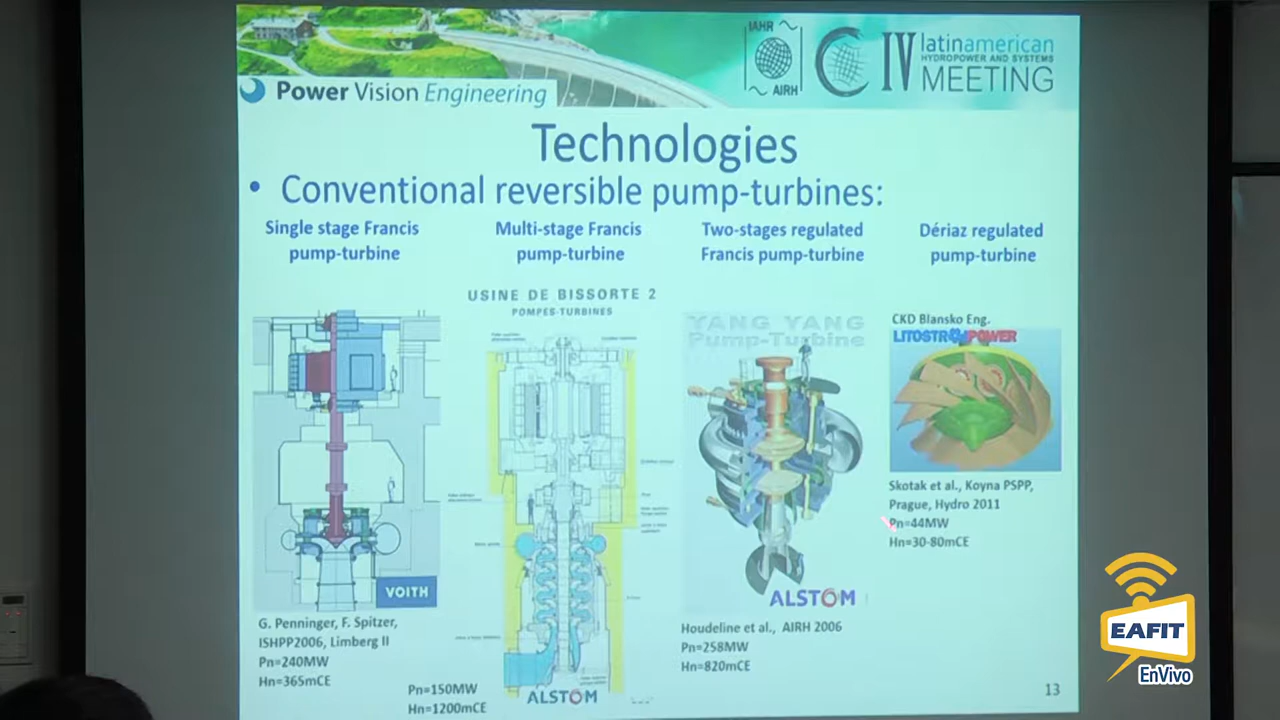 IAHR
AIRH
IV latinamerican
HYDROPOWER AND SYSTEMS
MEETING
Power Vision Engineering
Technologies
• Conventional reversible pump-turbines:
Single stage Francis
pump-turbine
Multi-stage Francis
pump-turbine
Two-stages regulated
Francis pump-turbine
Dériaz regulated
pump-turbine
USINE DE BISSORTE 2
POMPES-TURBINES
YANG YANG
Pump-Turbine
CKD Blansko Eng.
LITOSTROJPOWER
VOITH
G. Penninger, F. Spitzer,
ISHPP2006, Limberg II
Pn=240MW
Hn=365mCE
Pn=150MW
Hn=1200mCE
ALSTOM
ALSTOM
Houdeline et al., AIRH 2006
Pn=258MW
Hn=820mCE
Skotak et al., Koyna PSPP,
Prague, Hydro 2011
Pn=44MW
Hn=30-80mCE
13
EAFIT
EnVivo